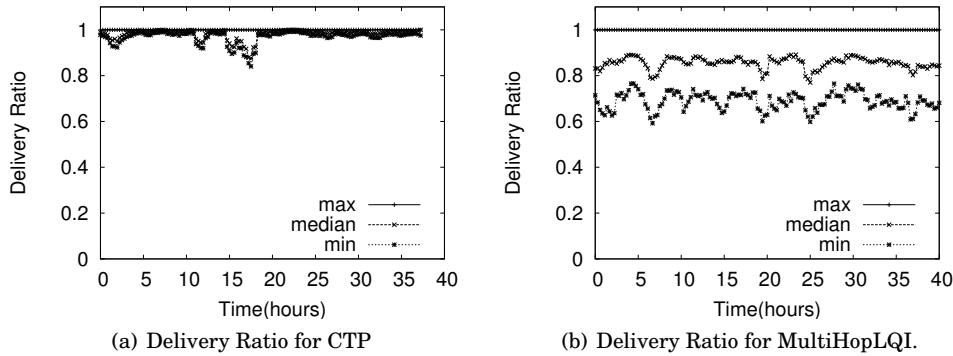 1
0.8
0.6
0.4
0.2
0
Delivery Ratio
max
median
min
0 5 10 15 20 25 30 35 40
Time(hours)
(a) Delivery Ratio for CTP
1
0.8
0.6
0.4
0.2
0
Delivery Ratio
max
median
min
0 5 10 15 20 25 30 35 40
Time(hours)
(b) Delivery Ratio for MultiHopLQI.